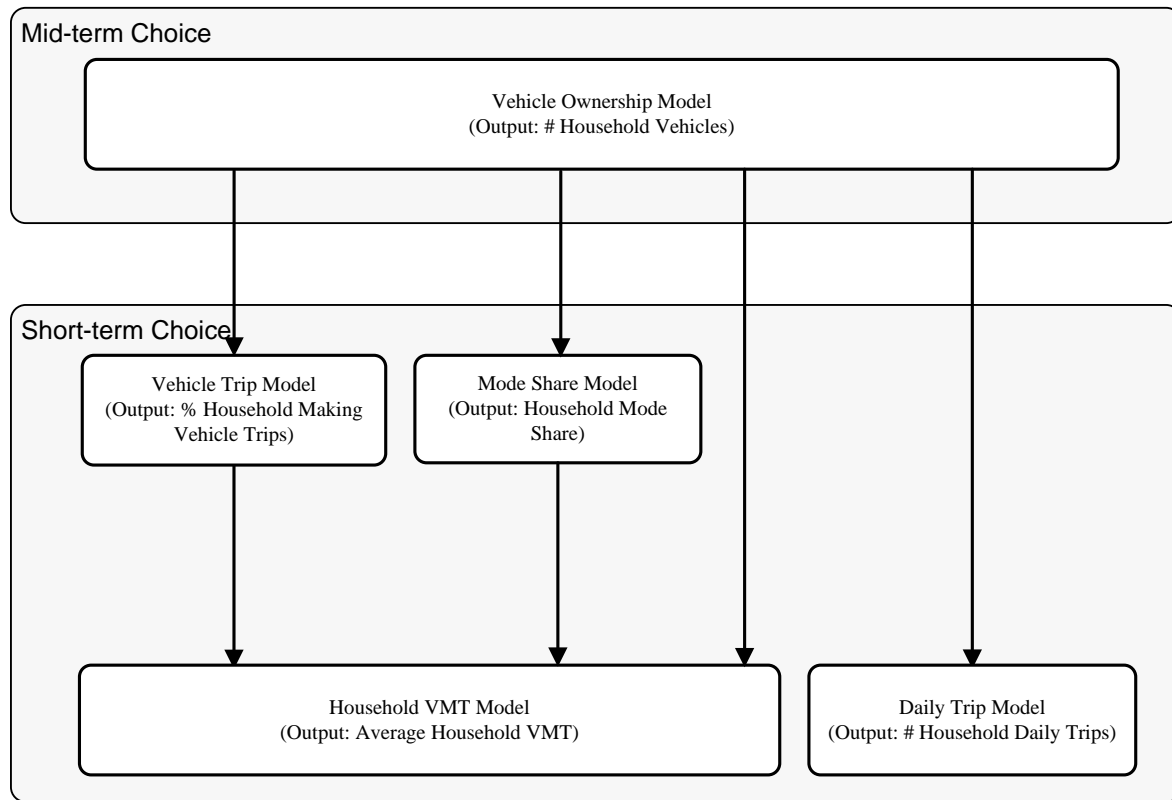 Mid-term Choice
Vehicle Ownership Model
(Output: # Household Vehicles)
Short-term Choice
Vehicle Trip Model
(Output: % Household Making
Vehicle Trips)
Mode Share Model
(Output: Household Mode
Share)
Household VMT Model
(Output: Average Household VMT)
Daily Trip Model
(Output: # Household Daily Trips)